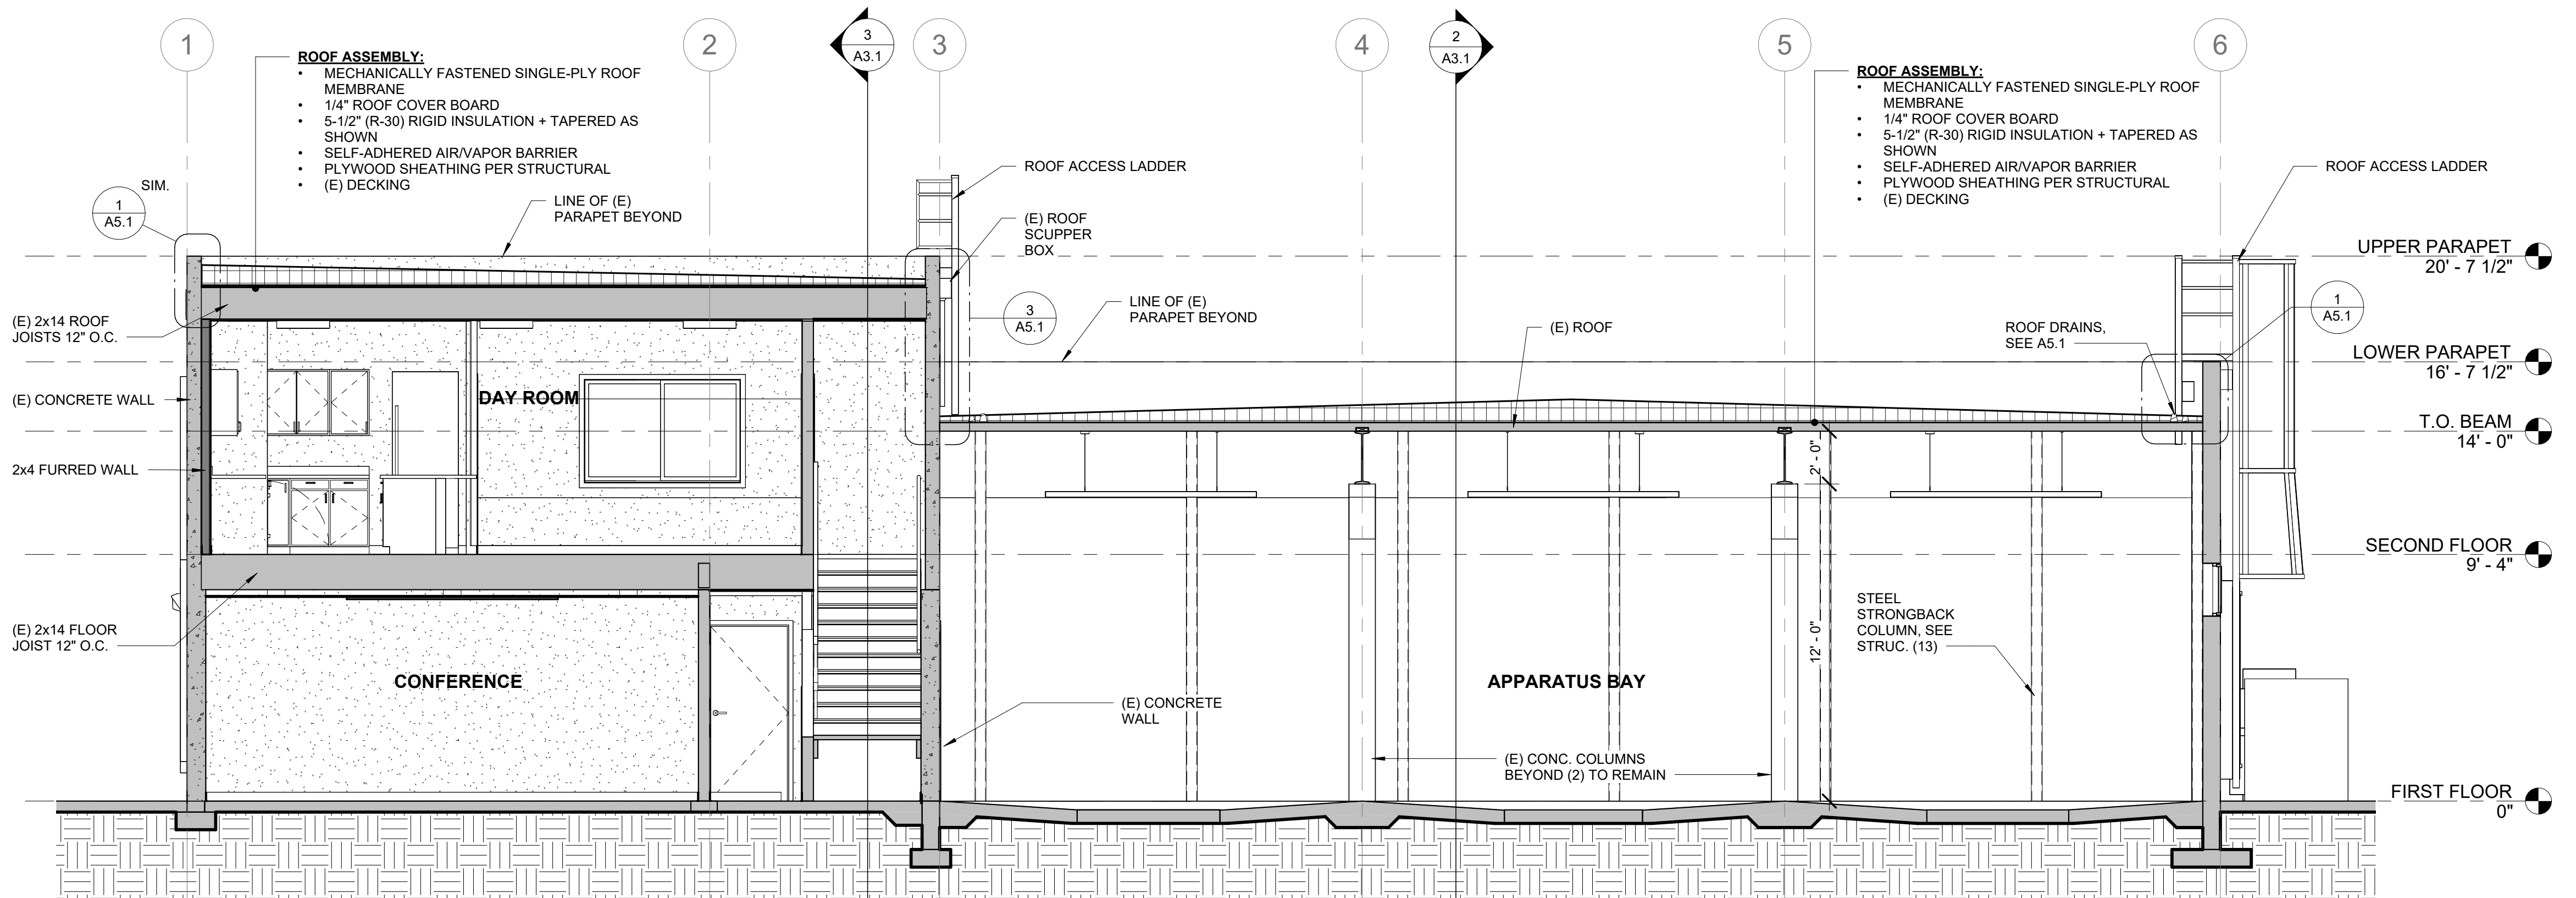 1
2
3
A3.1
3
4
2
A3.1
5
6
ROOF ASSEMBLY:
• MECHANICALLY FASTENED SINGLE-PLY ROOF
MEMBRANE
• 1/4" ROOF COVER BOARD
• 5-1/2" (R-30) RIGID INSULATION + TAPERED AS
SHOWN
• SELF-ADHERED AIR/VAPOR BARRIER
• PLYWOOD SHEATHING PER STRUCTURAL
• (E) DECKING
ROOF ASSEMBLY:
• MECHANICALLY FASTENED SINGLE-PLY ROOF
MEMBRANE
• 1/4" ROOF COVER BOARD
• 5-1/2" (R-30) RIGID INSULATION + TAPERED AS
SHOWN
• SELF-ADHERED AIR/VAPOR BARRIER
• PLYWOOD SHEATHING PER STRUCTURAL
• (E) DECKING
SIM.
1
A5.1
LINE OF (E)
PARAPET BEYOND
ROOF ACCESS LADDER
(E) ROOF
SCUPPER
BOX
3
A5.1
LINE OF (E)
PARAPET BEYOND
(E) ROOF
ROOF DRAINS,
SEE A5.1
ROOF ACCESS LADDER
1
A5.1
UPPER PARAPET
20' - 7 1/2"
LOWER PARAPET
16' - 7 1/2"
T.O. BEAM
14' - 0"
SECOND FLOOR
9' - 4"
FIRST FLOOR
0"
(E) 2x14 ROOF
JOISTS 12" O.C.
(E) CONCRETE WALL
2x4 FURRED WALL
(E) 2x14 FLOOR
JOIST 12" O.C.
DAY ROOM
CONFERENCE
2' - 0"
12' - 0"
STEEL
STRONGBACK
COLUMN, SEE
STRUC. (13)
APPARATUS BAY
(E) CONCRETE
WALL
(E) CONC. COLUMNS
BEYOND (2) TO REMAIN